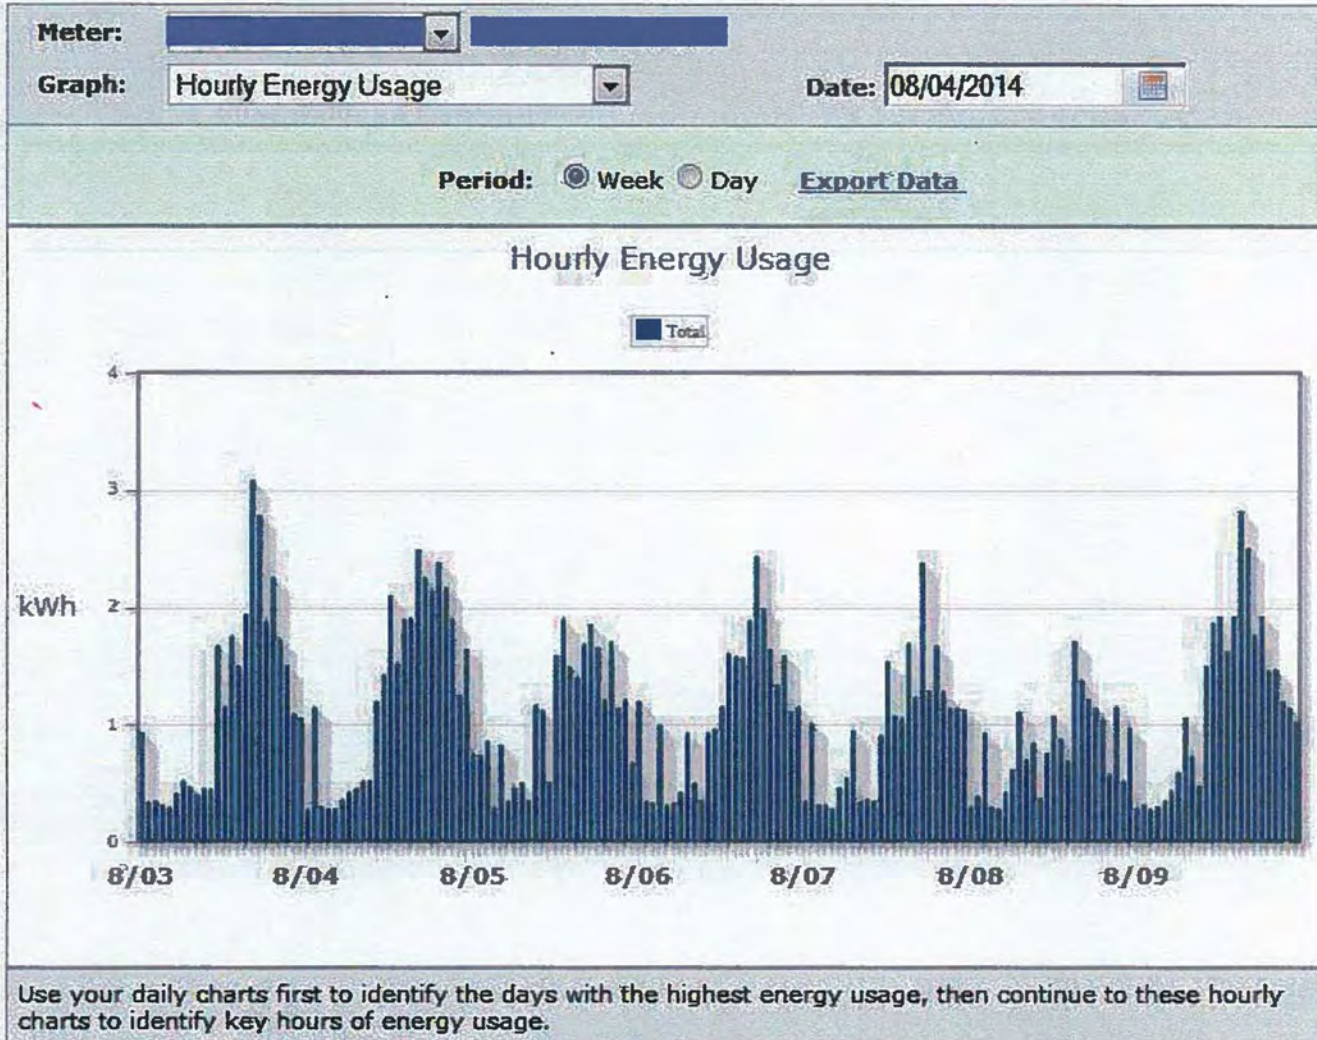 Meter:
Graph: Hourly Energy Usage Date: 08/04/2014
Period: Week Day Export Data
Hourly Energy Usage
Total
4
3
kWh 2
1
0
8/03 8/04 8/05 8/06 8/07 8/08 8/09
Use your daily charts first to identify the days with the highest energy usage, then continue to these hourly
charts to identify key hours of energy usage.